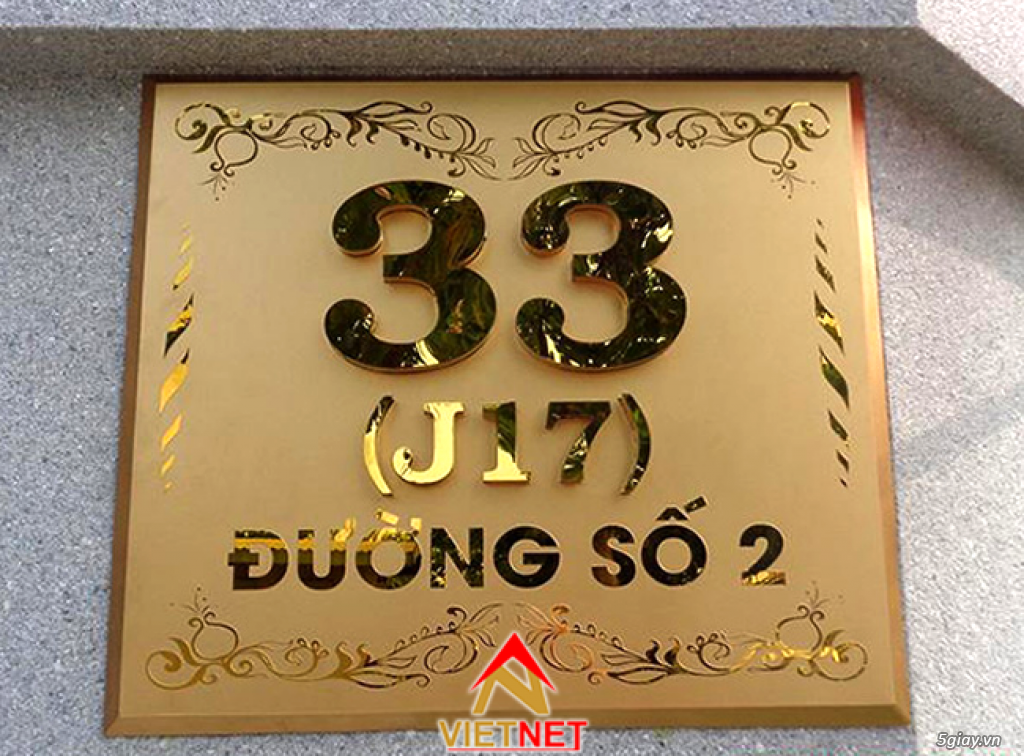 33
(J17)
ĐƯỜNG SỐ 2
VIETNET
5giay.vn